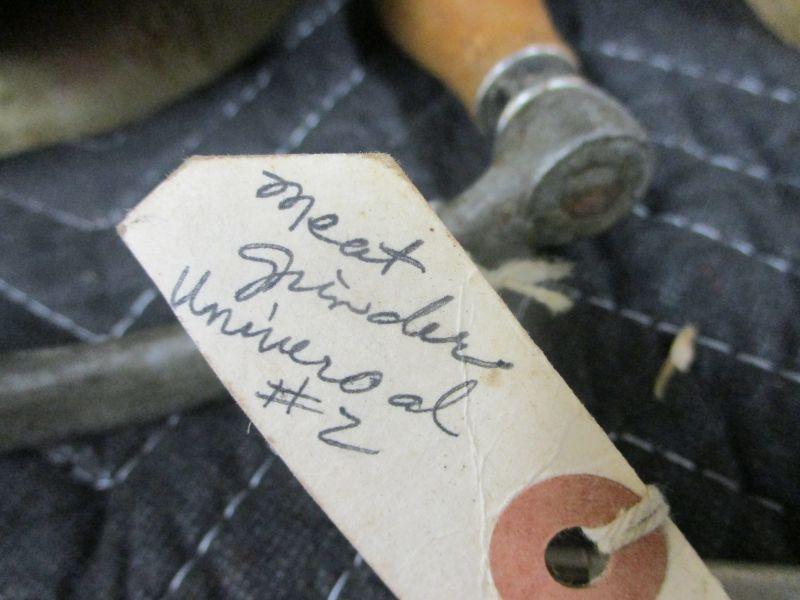 Meat
Grinder
Universal
#2